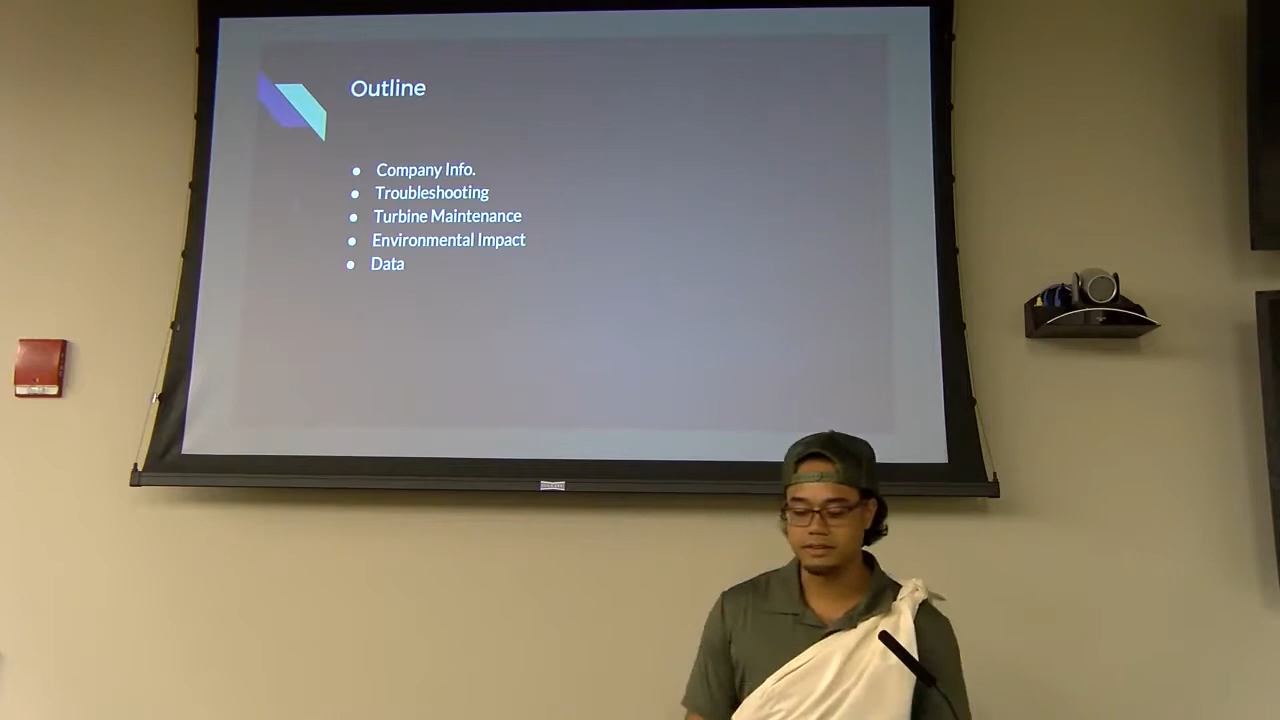 Outline
● Company Info.
● Troubleshooting
● Turbine Maintenance
● Environmental Impact
● Data